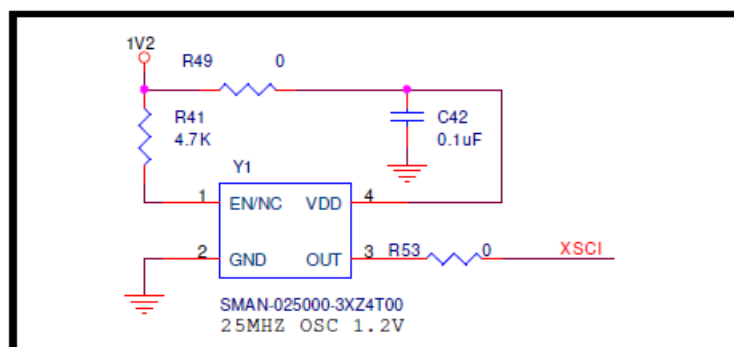 1V2
R49 0
R41
4.7K
C42
0.1uF
Y1
1 EN/NC VDD 4
2 GND OUT 3 R53 0 XSCI
SMAN-025000-3XZ4T00
25MHZ OSC 1.2V